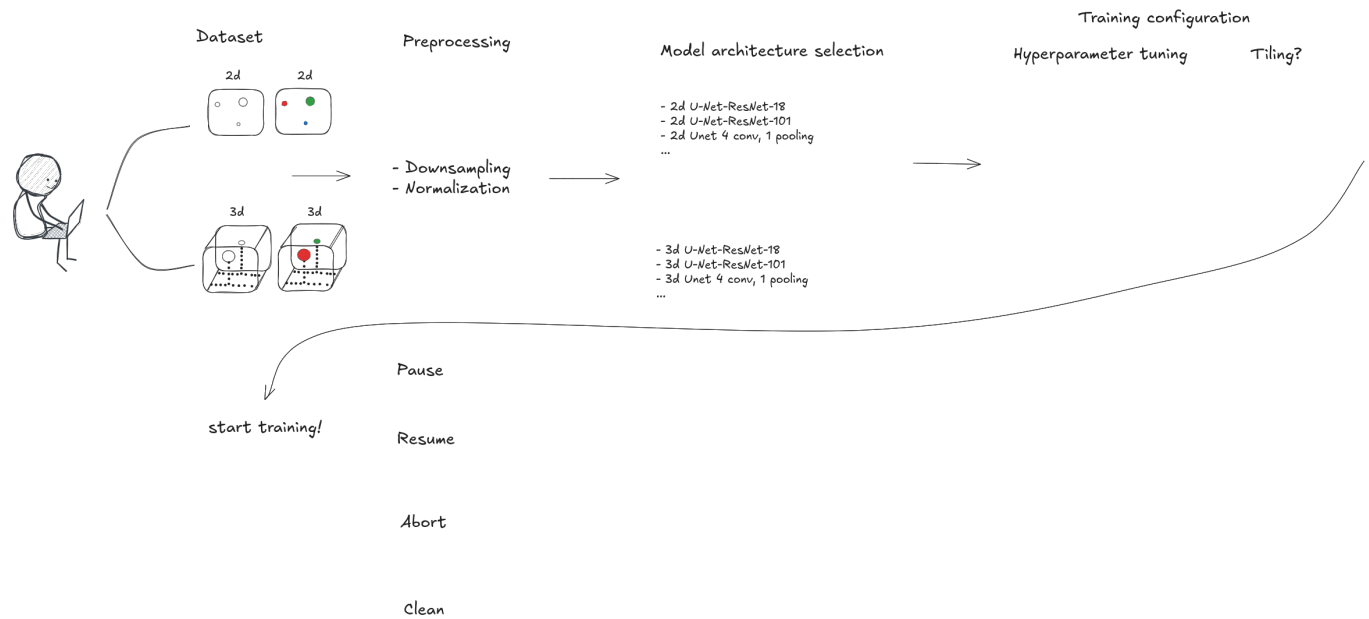 Dataset
2d
2d
3d
3d
Preprocessing
- Downsampling
- Normalization
Model architecture selection
- 2d U-Net-ResNet-18
- 2d U-Net-ResNet-101
- 2d Unet 4 conv, 1 pooling
...
- 3d U-Net-ResNet-18
- 3d U-Net-ResNet-101
- 3d Unet 4 conv, 1 pooling
...
Training configuration
Hyperparameter tuning
Tiling?
start training!
Pause
Resume
Abort
Clean